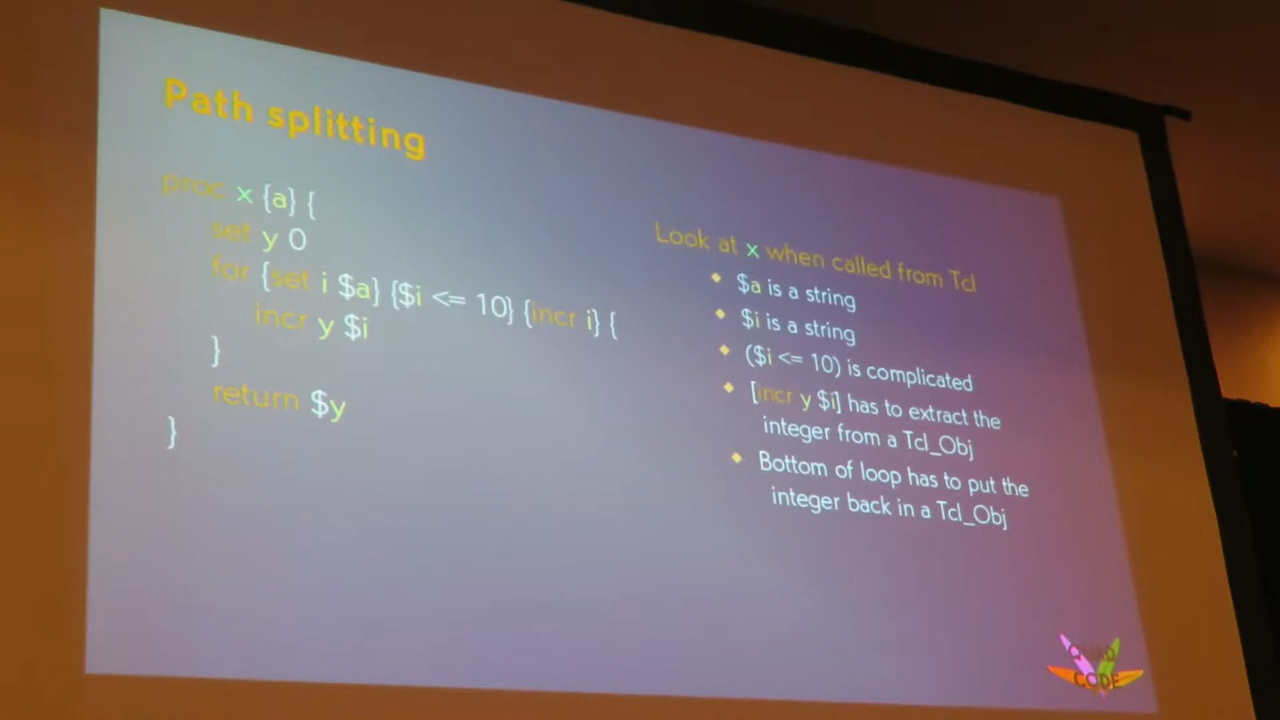 Path splitting
proc x {a} {
set y 0
for {set i $a} {$i <= 10} {incr i} {
incr y $i
}
return $y
}
Look at x when called from Tcl
$a is a string
$i is a string
($i <= 10) is complicated
[incr y $i] has to extract the
integer from a Tcl_Obj
Bottom of loop has to put the
integer back in a Tcl_Obj
QUAD
CODE